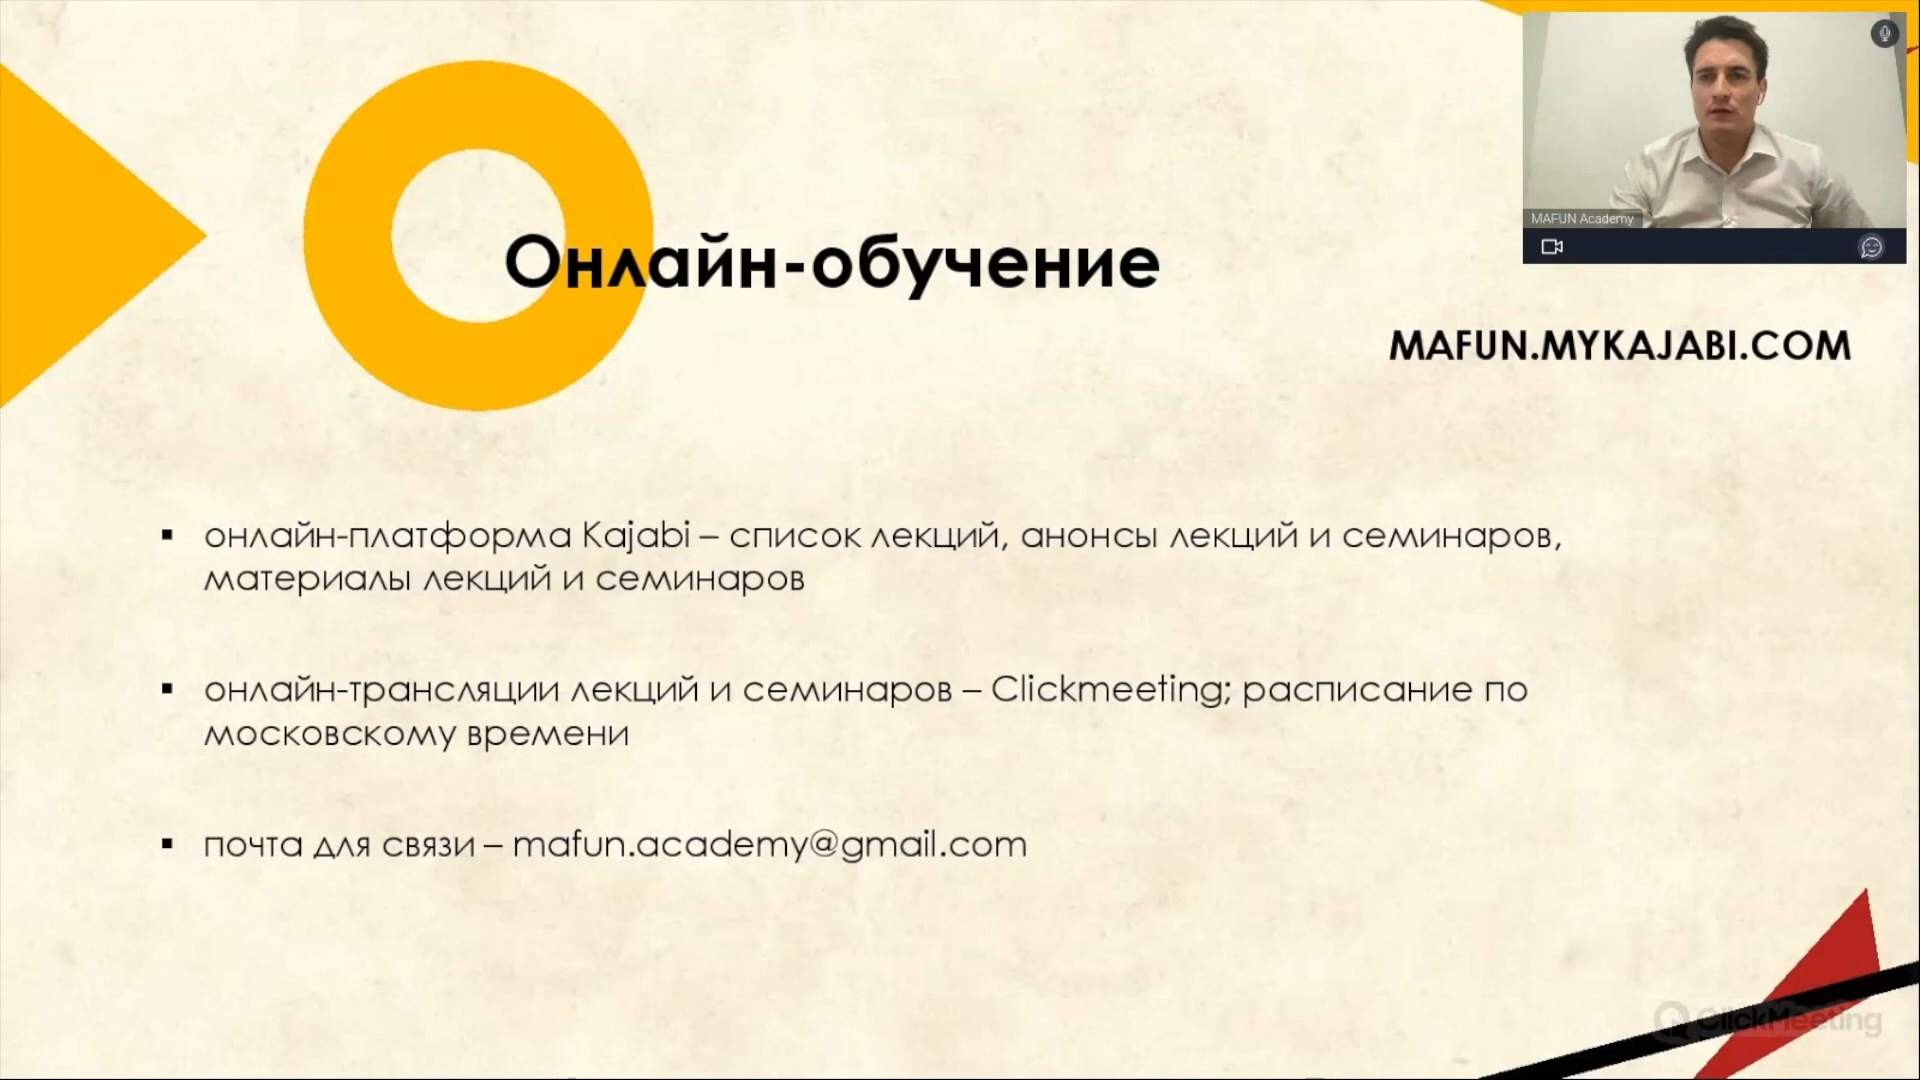 MAFUN Academy
Онлайн-обучение
MAFUN.MYKAJABI.COM
▪ онлайн-платформа Kajabi – список лекций, анонсы лекций и семинаров,
материалы лекций и семинаров
▪ онлайн-трансляции лекций и семинаров – Clickmeeting; расписание по
московскому времени
▪ почта для связи – mafun.academy@gmail.com
ClickMeeting